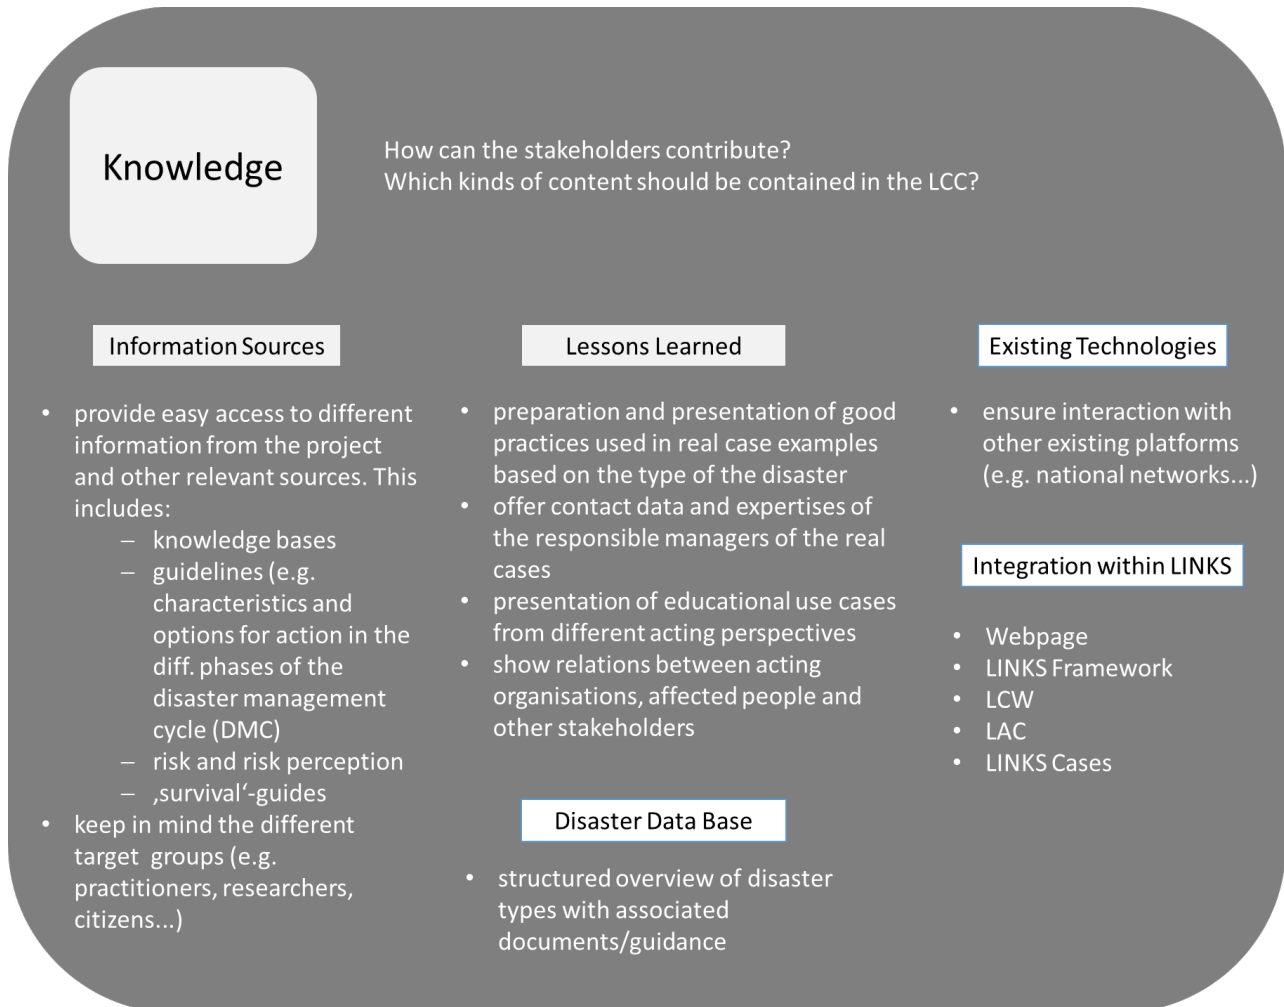 Knowledge
How can the stakeholders contribute?
Which kinds of content should be contained in the LCC?
Information Sources
• provide easy access to different
information from the project
and other relevant sources. This
includes:
– knowledge bases
– guidelines (e.g.
characteristics and
options for action in the
diff. phases of the
disaster management
cycle (DMC)
– risk and risk perception
– ‚survival‘-guides
• keep in mind the different
target groups (e.g.
practitioners, researchers,
citizens...)
Lessons Learned
• preparation and presentation of good
practices used in real case examples
based on the type of the disaster
• offer contact data and expertises of
the responsible managers of the real
cases
• presentation of educational use cases
from different acting perspectives
• show relations between acting
organisations, affected people and
other stakeholders
Disaster Data Base
• structured overview of disaster
types with associated
documents/guidance
Existing Technologies
• ensure interaction with
other existing platforms
(e.g. national networks...)
Integration within LINKS
• Webpage
• LINKS Framework
• LCW
• LAC
• LINKS Cases